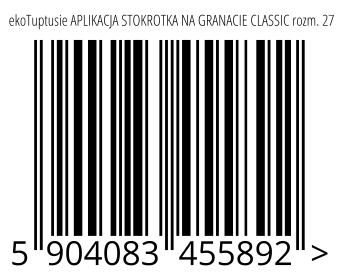 ekoTuptusie APLIKACJA STOKROTKA NA GRANACIE CLASSIC rozm. 27
5 904083 455892 >